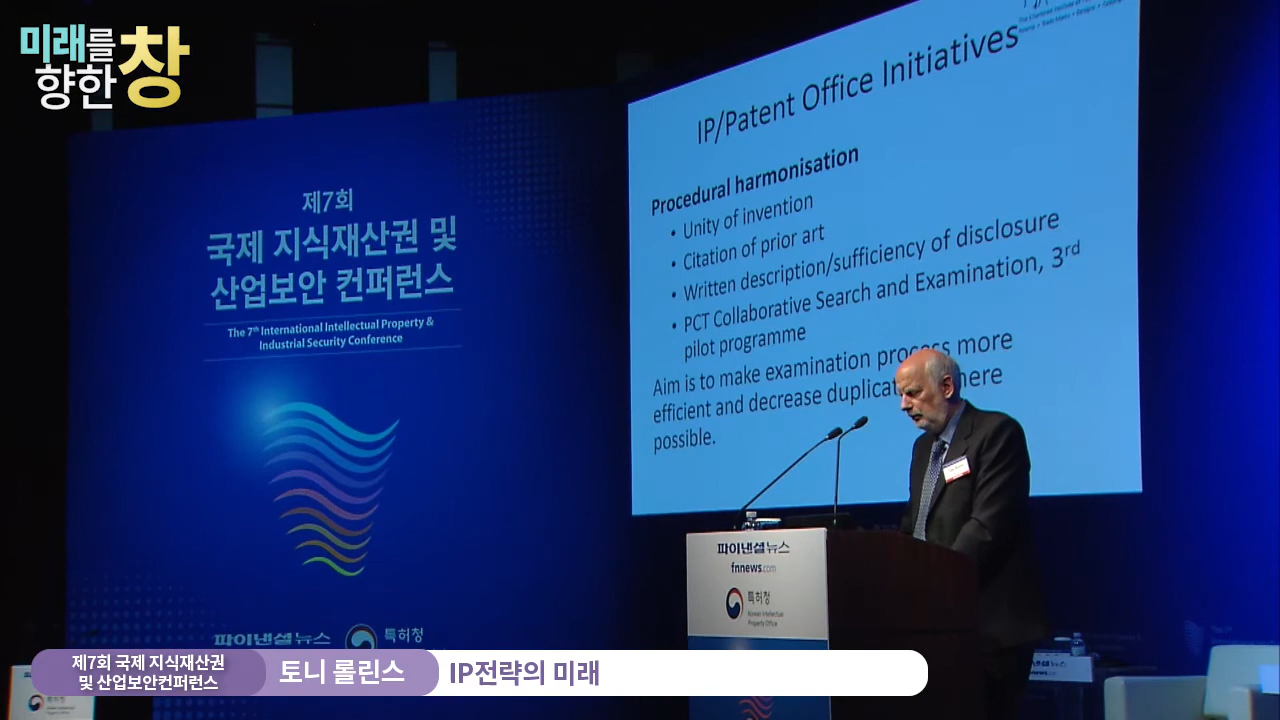 미래를
향한 창
IP/Patent Office Initiatives
Procedural harmonisation
• Unity of invention
• Citation of prior art
• Written description/sufficiency of disclosure
• PCT Collaborative Search and Examination, 3rd
pilot programme
Aim is to make examination process more
efficient and decrease duplicat here
possible.
제7회
국제 지식재산권 및
산업보안 컨퍼런스
The 7th International Intellectual Property &
Industrial Security Conference
파이낸셜뉴스
fnnews.com
특허청
Korean Intellectual
Property Office
파이낸셜뉴스
특허청
제7회 국제 지식재산권
및 산업보안컨퍼런스
토니 롤린스
IP전략의 미래